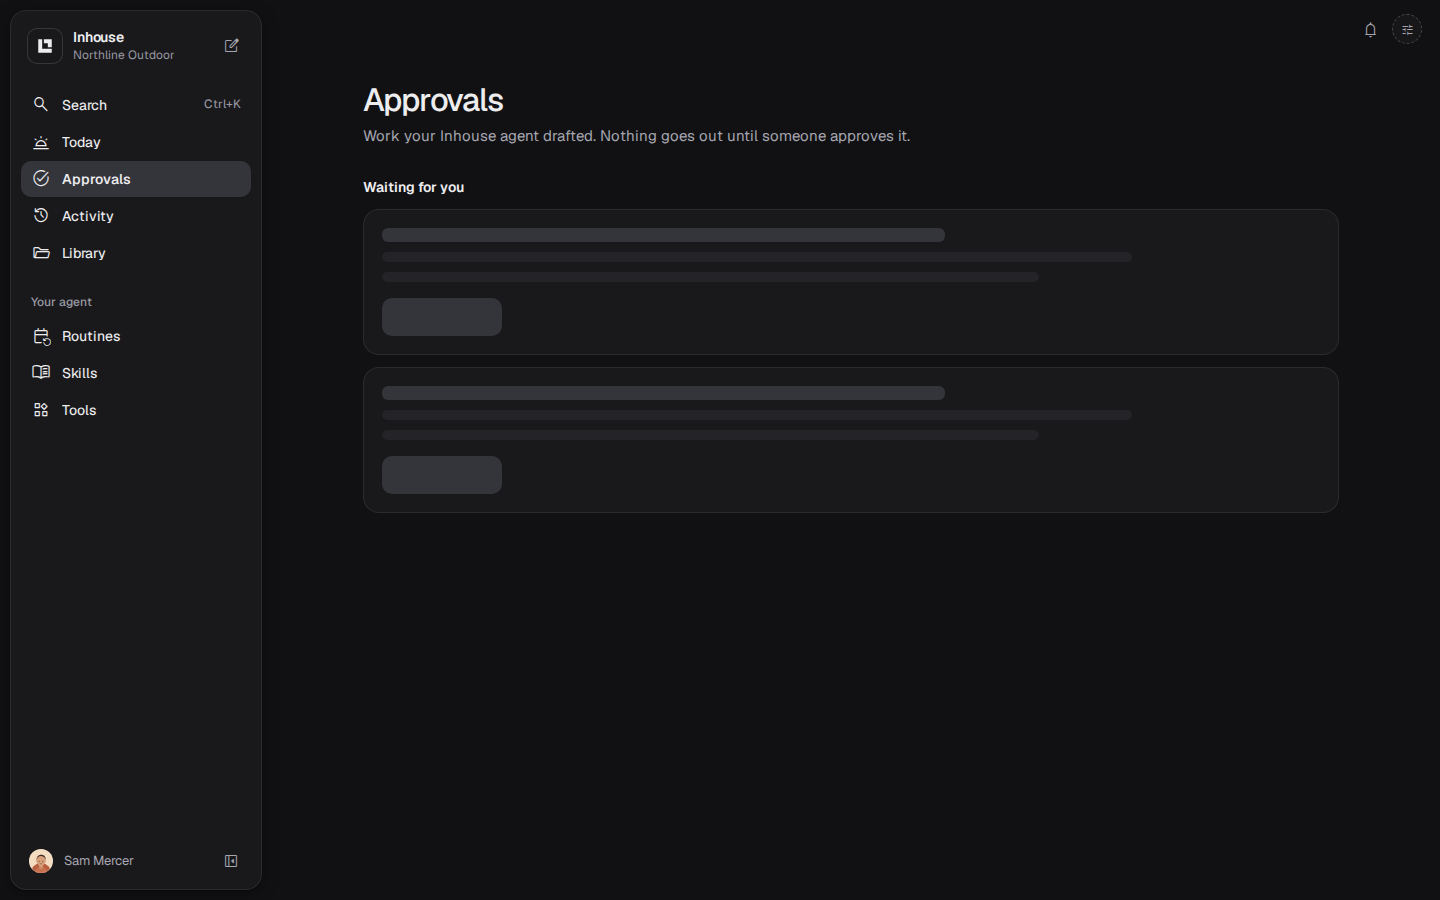 Inhouse
Northline Outdoor
Search Ctrl+K
Today
Approvals
Activity
Library
Your agent
Routines
Skills
Tools
Sam Mercer
Approvals
Work your Inhouse agent drafted. Nothing goes out until someone approves it.
Waiting for you